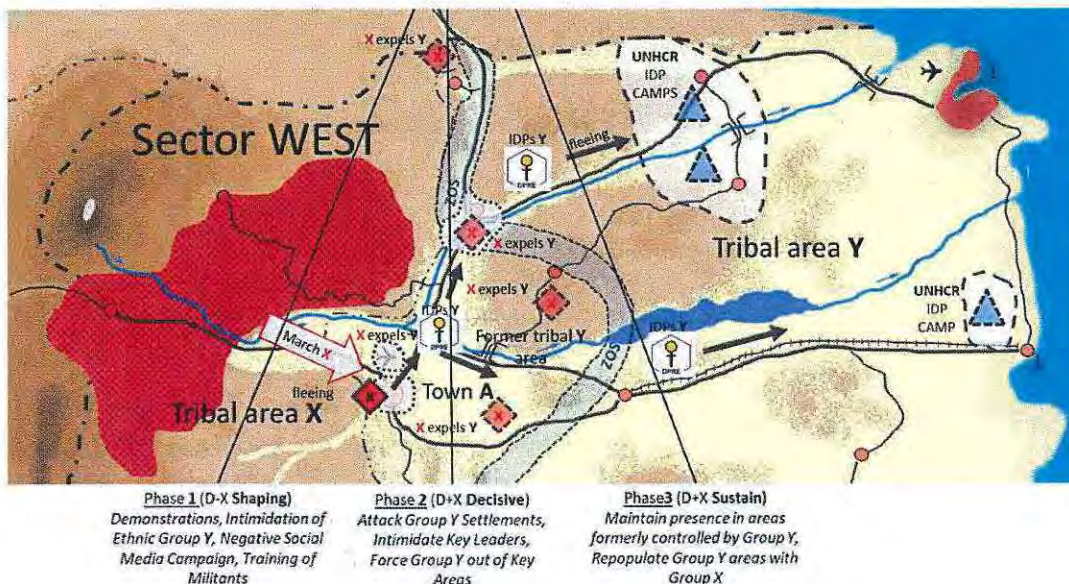 X expels Y
UNHCR
IDP
CAMPS
Sector WEST
IDPs Y
fleeing
DPRE
ZOS
X expels Y
Tribal area Y
X expels Y
UNHCR
IDP
CAMP
IDPs Y
DPRE
X expels Y
March X
Former tribal Y
area
IDPs Y
DPRE
ZOS
fleeing
Tribal area X
Town A
X expels Y
Phase 1 (D-X Shaping)
Demonstrations, Intimidation of
Ethnic Group Y, Negative Social
Media Campaign, Training of
Militants
Phase 2 (D+X Decisive)
Attack Group Y Settlements,
Intimidate Key Leaders,
Force Group Y out of Key
Areas
Phase3 (D+X Sustain)
Maintain presence in areas
formerly controlled by Group Y,
Repopulate Group Y areas with
Group X